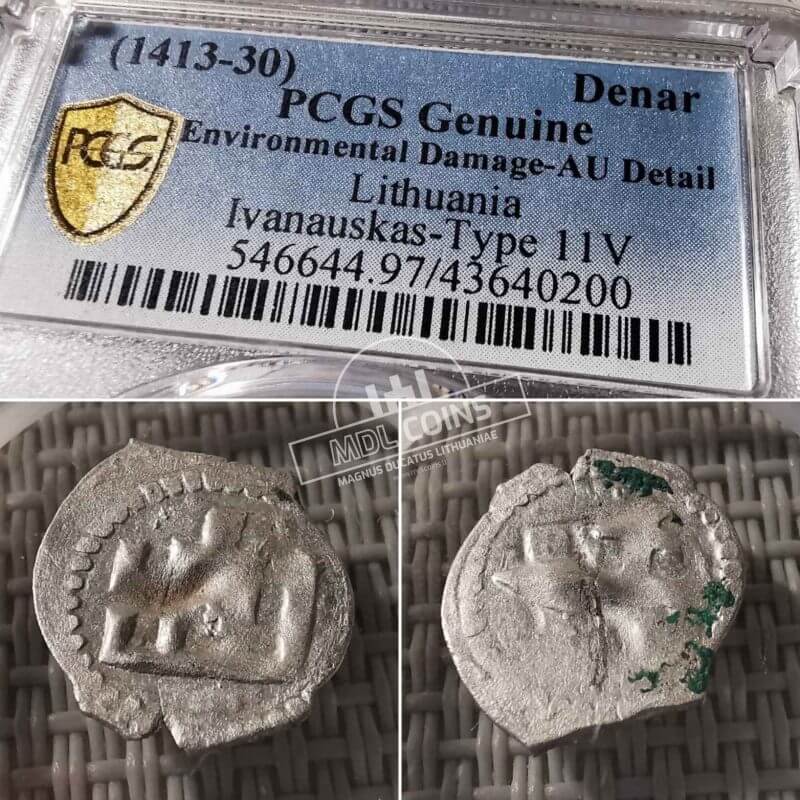 (1413-30)
Denar
PCGS Genuine
Environmental Damage-AU Detail
Lithuania
Ivanauskas-Type 11V
546644.97/43640200
PCGS
MDL COINS
MAGNUS DUCATUS LITHUANIAE